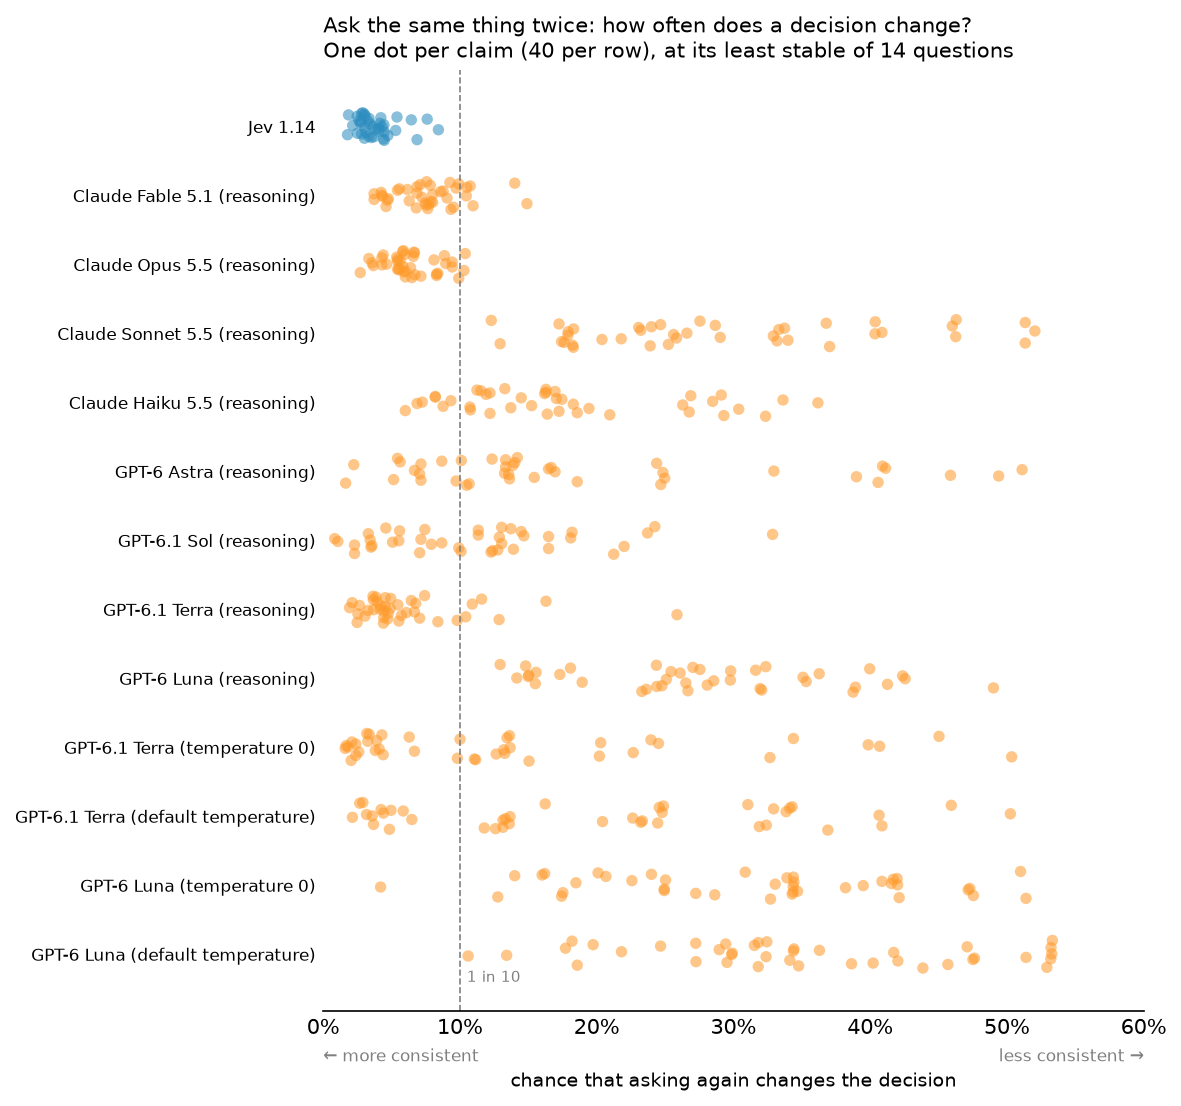 Ask the same thing twice: how often does a decision change?
One dot per claim (40 per row), at its least stable of 14 questions
Jev 1.14
Claude Fable 5.1 (reasoning)
Claude Opus 5.5 (reasoning)
Claude Sonnet 5.5 (reasoning)
Claude Haiku 5.5 (reasoning)
GPT-6 Astra (reasoning)
GPT-6.1 Sol (reasoning)
GPT-6.1 Terra (reasoning)
GPT-6 Luna (reasoning)
GPT-6.1 Terra (temperature 0)
GPT-6.1 Terra (default temperature)
GPT-6 Luna (temperature 0)
GPT-6 Luna (default temperature)
1 in 10
0% 10% 20% 30% 40% 50% 60%
← more consistent less consistent →
chance that asking again changes the decision